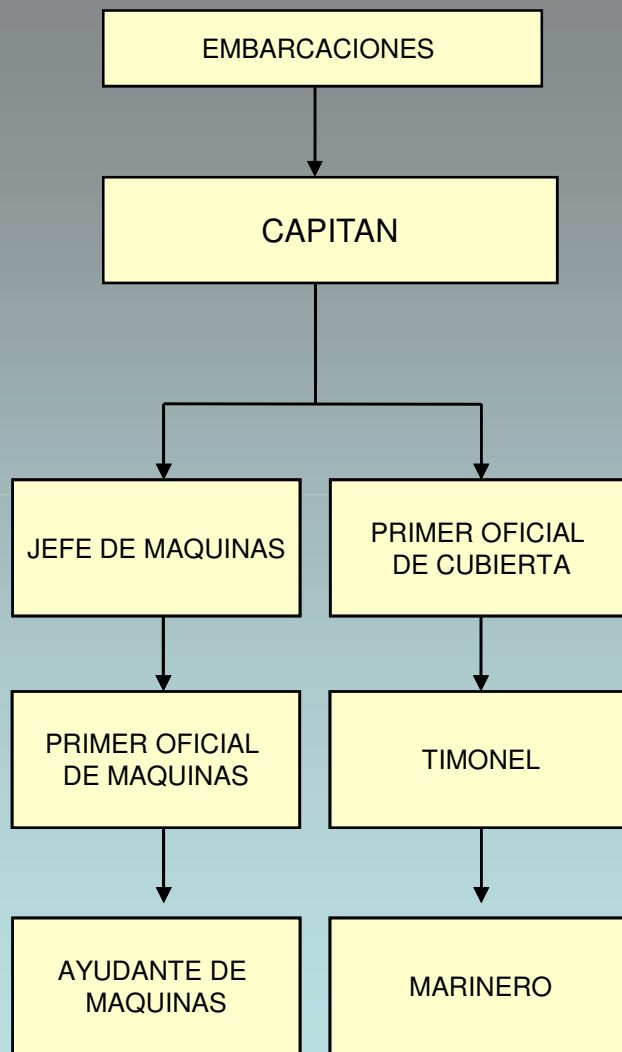 EMBARCACIONES
CAPITAN
JEFE DE MAQUINAS
PRIMER OFICIAL
DE CUBIERTA
PRIMER OFICIAL
DE MAQUINAS
TIMONEL
AYUDANTE DE
MAQUINAS
MARINERO